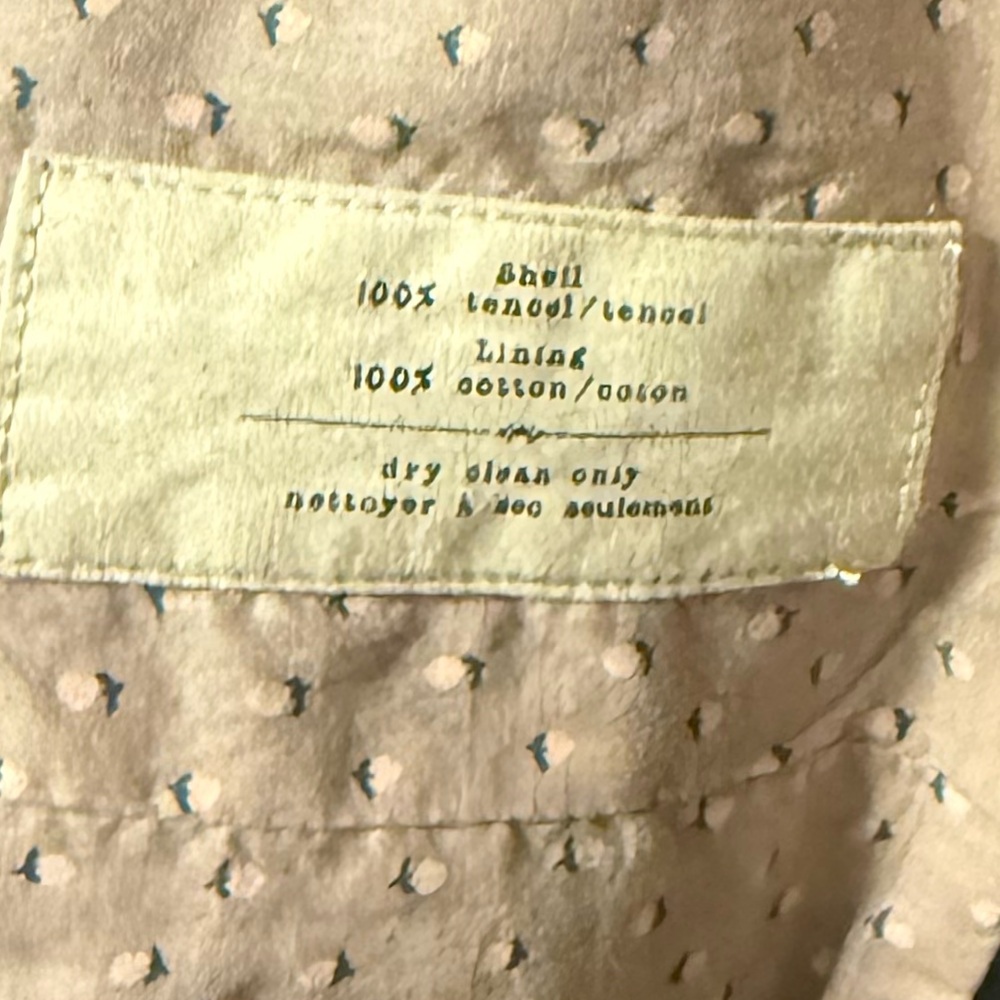 Shell
100% tencel/tencel
Lining
100% cotton/coton
dry clean only
nettoyer à sec seulement